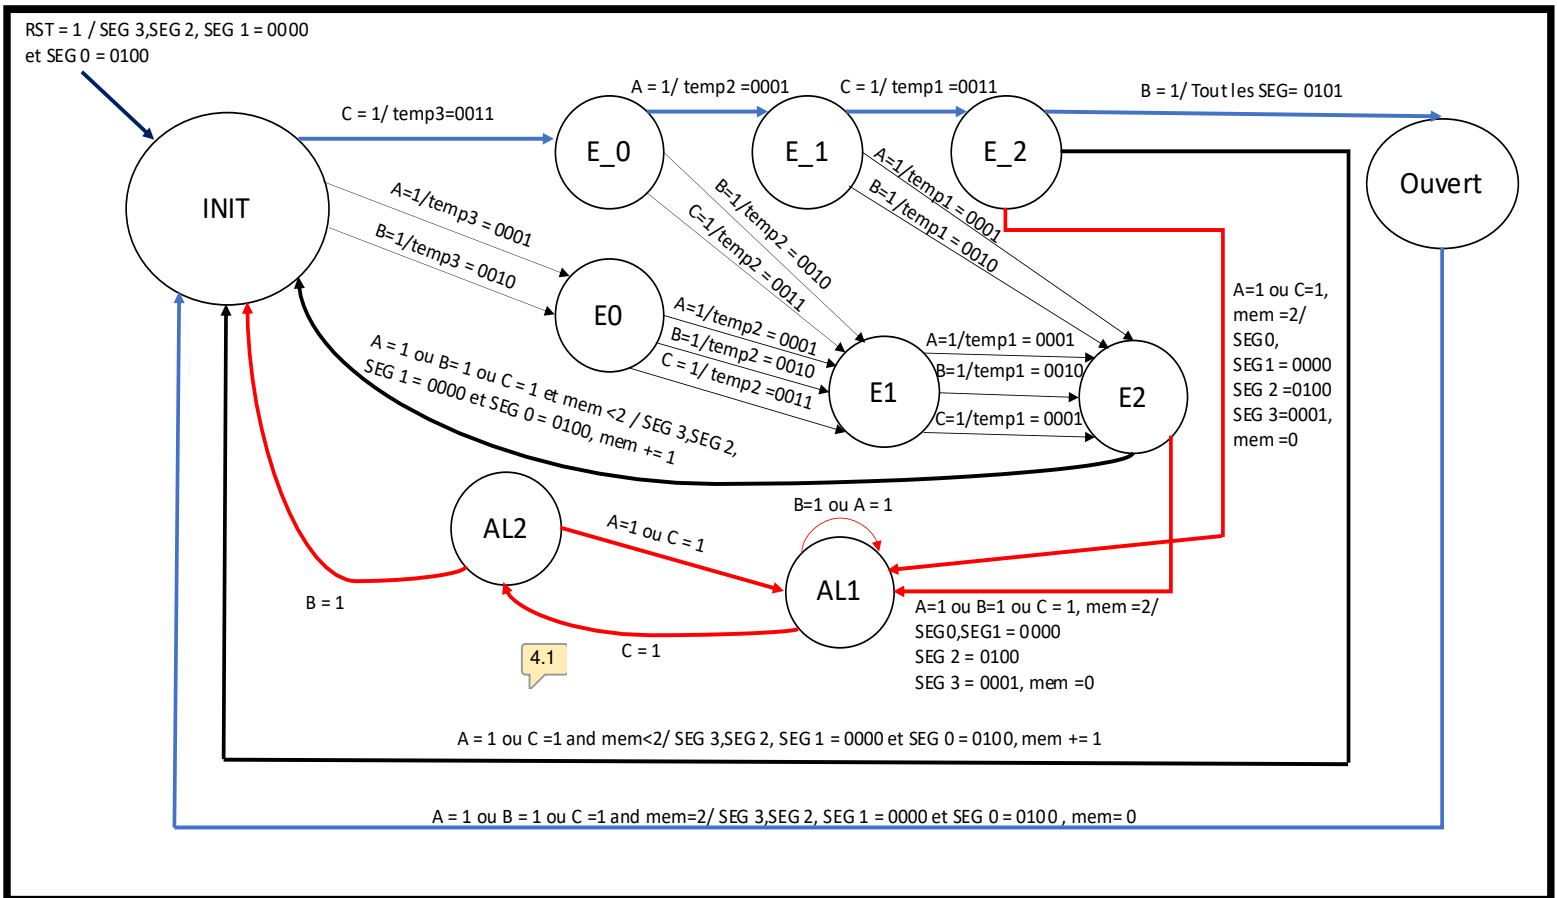 RST = 1 / SEG 3,SEG 2, SEG 1 = 0000
et SEG 0 = 0100
C = 1/ temp3=0011
A = 1/ temp2 =0001
C = 1/ temp1 =0011
B = 1/ Tout les SEG= 0101
INIT
E_0
E_1
E_2
Ouvert
A=1/temp3 = 0001
B=1/temp3 = 0010
B=1/temp2 = 0010
C=1/temp2 = 0011
A=1/temp1 = 0001
B=1/temp1 = 0010
E0
A=1/temp2 = 0001
B=1/temp2 = 0010
C = 1/ temp2 =0011
E1
A=1/temp1 = 0001
B=1/temp1 = 0010
C=1/temp1 = 0001
E2
A=1 ou C=1,
mem =2/
SEG0,
SEG1 = 0000
SEG 2 =0100
SEG 3=0001,
mem =0
A = 1 ou B= 1 ou C = 1 et mem <2 / SEG 3,SEG 2,
SEG 1 = 0000 et SEG 0 = 0100, mem += 1
AL2
A=1 ou C = 1
B=1 ou A = 1
AL1
B = 1
C = 1
4.1
A=1 ou B=1 ou C = 1, mem =2/
SEG0,SEG1 = 0000
SEG 2 = 0100
SEG 3 = 0001, mem =0
A = 1 ou C =1 and mem<2/ SEG 3,SEG 2, SEG 1 = 0000 et SEG 0 = 0100, mem += 1
A = 1 ou B = 1 ou C =1 and mem=2/ SEG 3,SEG 2, SEG 1 = 0000 et SEG 0 = 0100 , mem= 0